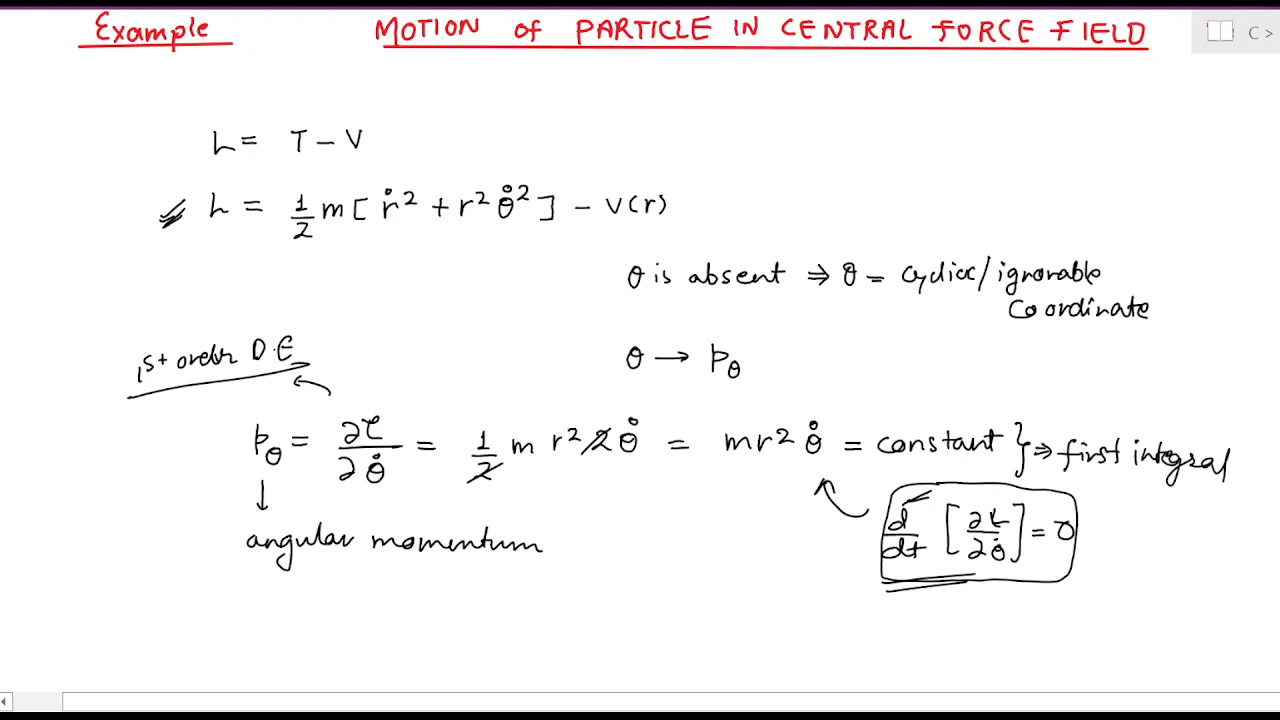 Example MOTION of PARTICLE IN CENTRAL FORCE FIELD
C >
L = T - V
L = 1/2 m [ ṙ² + r² θ̇² ] - V(r)
θ is absent ⇒ θ = cyclic/ignorable
Coordinate
1st order D.E
θ → pθ
pθ = ∂L/∂θ̇ = 1/2 m r² 2 θ̇ = mr² θ̇ = constant } ⇒ first integral
↓
d/dt [ ∂L/∂θ̇ ] = 0
angular momentum